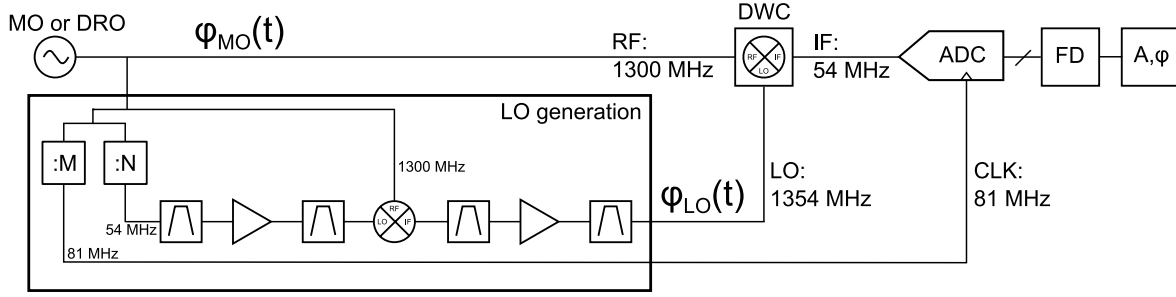 MO or DRO
φMO(t)
RF:
1300 MHz
DWC
RF IF
LO
IF:
54 MHz
ADC
FD
A,φ
LO generation
:M
:N
1300 MHz
54 MHz
81 MHz
RF
LO IF
φLO(t)
LO:
1354 MHz
CLK:
81 MHz